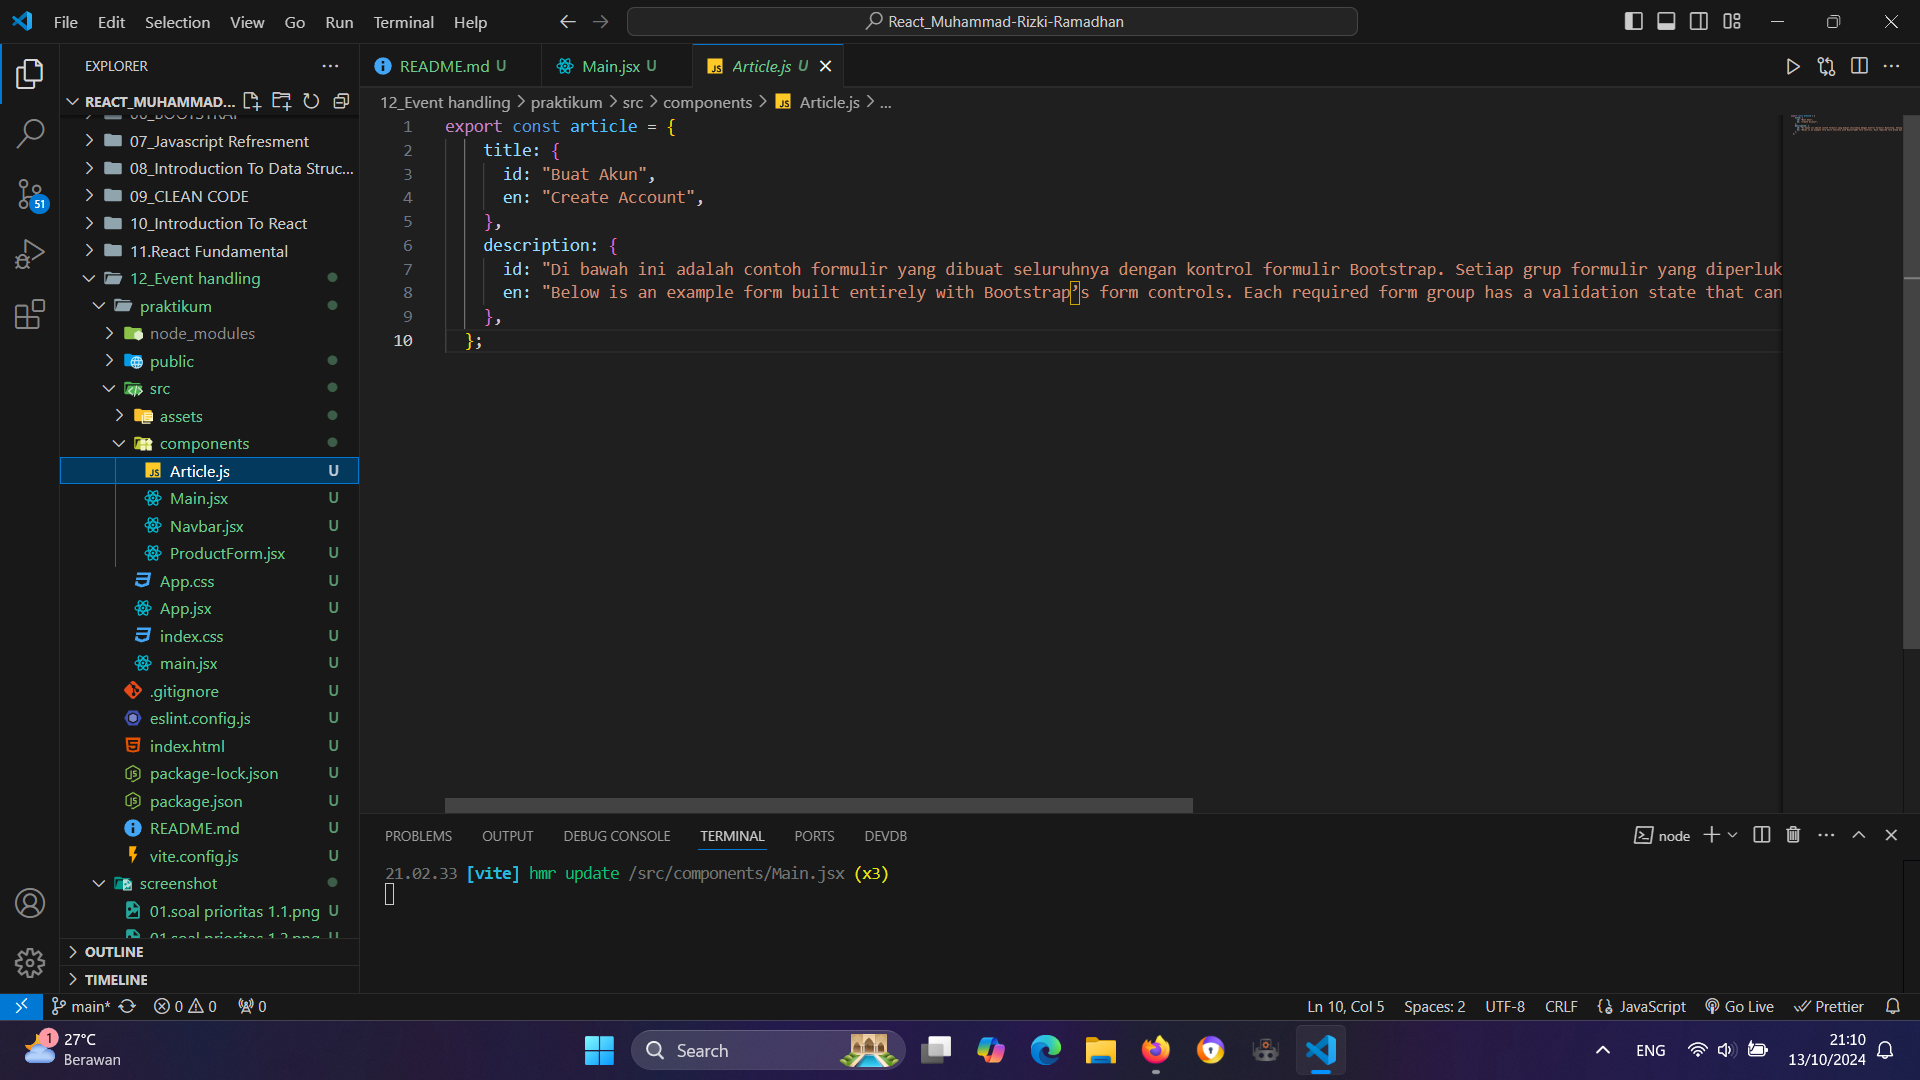 File Edit Selection View Go Run Terminal Help
React_Muhammad-Rizki-Ramadhan
EXPLORER
REACT_MUHAMMAD...
07_Javascript Refresment
08_Introduction To Data Struc...
09_CLEAN CODE
10_Introduction To React
11.React Fundamental
12_Event handling
praktikum
node_modules
public
src
assets
components
Article.js U
Main.jsx U
Navbar.jsx U
ProductForm.jsx U
App.css U
App.jsx U
index.css U
main.jsx U
.gitignore U
eslint.config.js U
index.html U
package-lock.json U
package.json U
README.md U
vite.config.js U
screenshot
01.soal prioritas 1.1.png U
OUTLINE
TIMELINE
README.md U
Main.jsx U
Article.js U
12_Event handling > praktikum > src > components > Article.js > ...
1 export const article = {
2 title: {
3 id: "Buat Akun",
4 en: "Create Account",
5 },
6 description: {
7 id: "Di bawah ini adalah contoh formulir yang dibuat seluruhnya dengan kontrol formulir Bootstrap. Setiap grup formulir yang diperluk
8 en: "Below is an example form built entirely with Bootstrap’s form controls. Each required form group has a validation state that can
9 },
10 };
PROBLEMS OUTPUT DEBUG CONSOLE TERMINAL PORTS DEVDB
node
21.02.33 [vite] hmr update /src/components/Main.jsx (x3)
51
main* 0 0 0
Ln 10, Col 5 Spaces: 2 UTF-8 CRLF {} JavaScript Go Live Prettier
1
27°C
Berawan
Search
ENG
21:10
13/10/2024